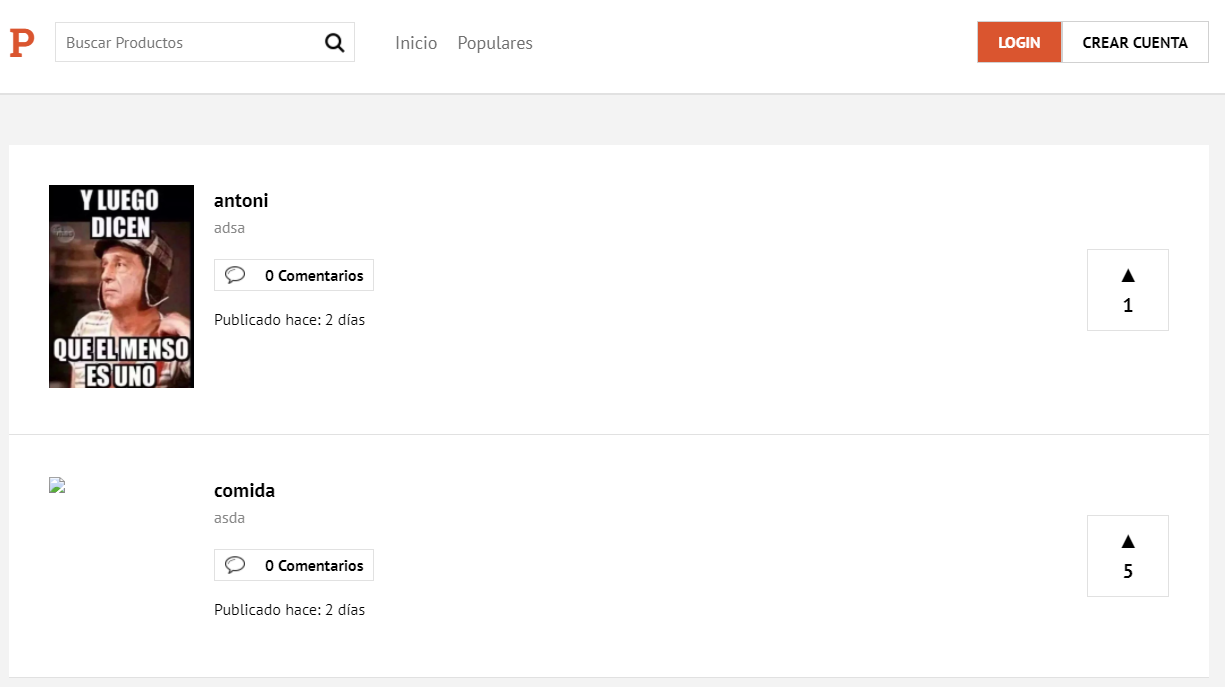 P
Buscar Productos
Inicio
Populares
LOGIN
CREAR CUENTA
Y LUEGO
DICEN
QUE EL MENSO
ES UNO
antoni
adsa
0 Comentarios
Publicado hace: 2 días
▲
1
comida
asda
0 Comentarios
Publicado hace: 2 días
▲
5